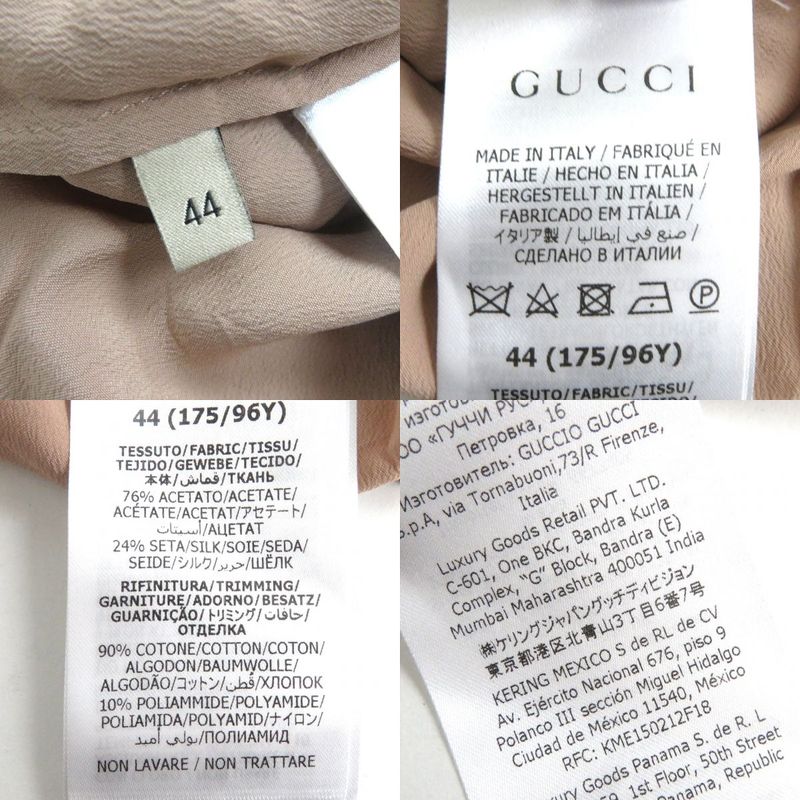 44
GUCCI
MADE IN ITALY / FABRIQUÉ EN
ITALIE / HECHO EN ITALIA /
HERGESTELLT IN ITALIEN /
FABRICADO EM ITÁLIA /
イタリア製 / صنع في إيطاليا /
СДЕЛАНО В ИТАЛИИ
P
44 (175/96Y)
TESSUTO/FABRIC/TISSU/
44 (175/96Y)
TESSUTO/FABRIC/TISSU/
TEJIDO/GEWEBE/TECIDO/
本体/قماش/ТКАНЬ
76% ACETATO/ACETATE/
ACÉTATE/ACETAT/アセテート/
أسيتات/АЦЕТАТ
24% SETA/SILK/SOIE/SEDA/
SEIDE/シルク/حرير/ШЁЛК
RIFINITURA/TRIMMING/
GARNITURE/ADORNO/BESATZ/
GUARNIÇÃO/トリミング/حافات/
ОТДЕЛКА
90% COTONE/COTTON/COTON/
ALGODON/BAUMWOLLE/
ALGODÃO/コットン/قطن/ХЛОПОК
10% POLIAMMIDE/POLYAMIDE/
POLIAMIDA/POLYAMID/ナイロン/
بولي أميد/ПОЛИАМИД
NON LAVARE / NON TRATTARE
изготов
ОО «ГУЧЧИ РУС
Петровка, 16
Изготовитель: GUCCIO GUCCI
S.p.A, via Tornabuoni,73/R Firenze,
Italia
Luxury Goods Retail PVT. LTD.
C-601, One BKC, Bandra Kurla
Complex, "G" Block, Bandra (E)
Mumbai Maharashtra 400051 India
㈱ケリングジャパングッチディビジョン
東京都港区北青山3丁目6番7号
KERING MEXICO S de RL de CV
Av. Ejército Nacional 676, piso 9
Polanco III sección Miguel Hidalgo
Ciudad de México 11540, México
RFC: KME150212F18
Luxury Goods Panama S. de R. L
59, 1st Floor, 50th Street
Panama, Republic